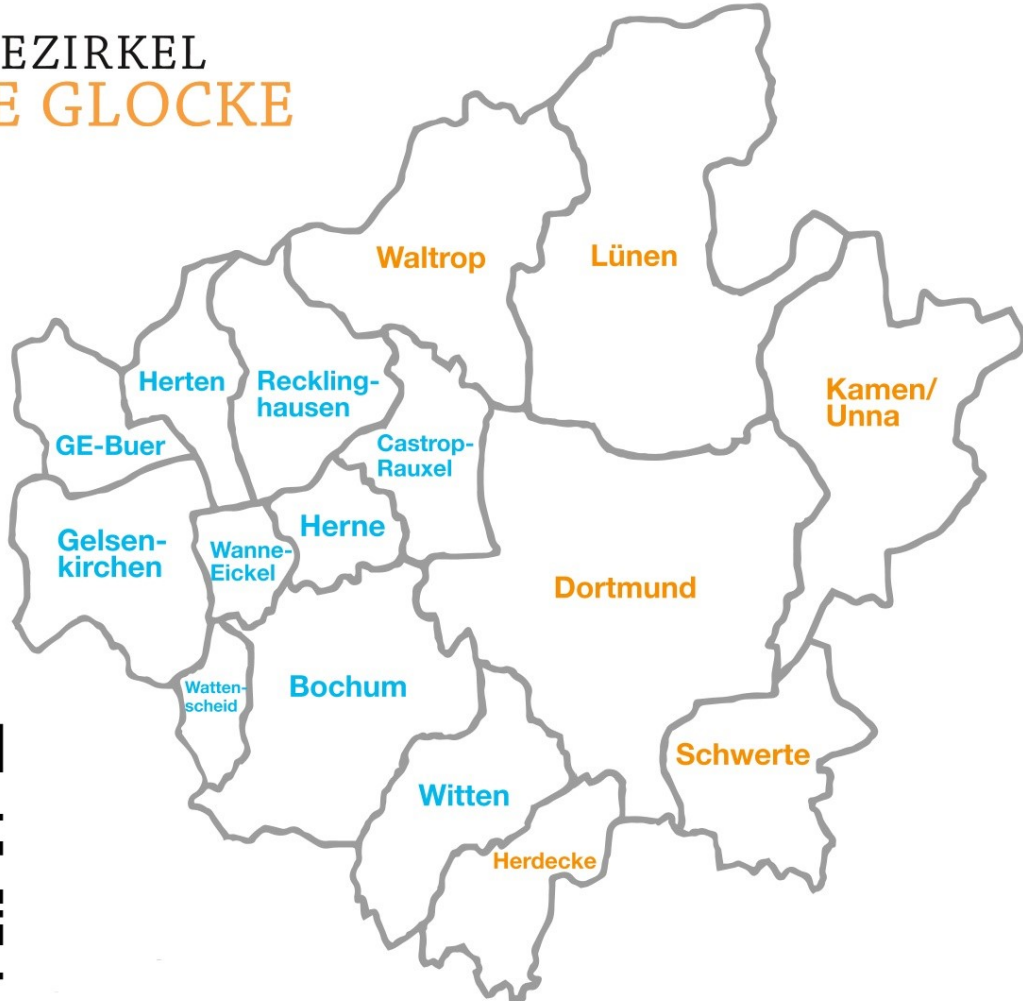 EZIRKEL
E GLOCKE
Waltrop
Lünen
Herten
Reckling-
hausen
Kamen/
Unna
GE-Buer
Castrop-
Rauxel
Gelsen-
kirchen
Wanne-
Eickel
Herne
Dortmund
Watten-
scheid
Bochum
Schwerte
Witten
Herdecke